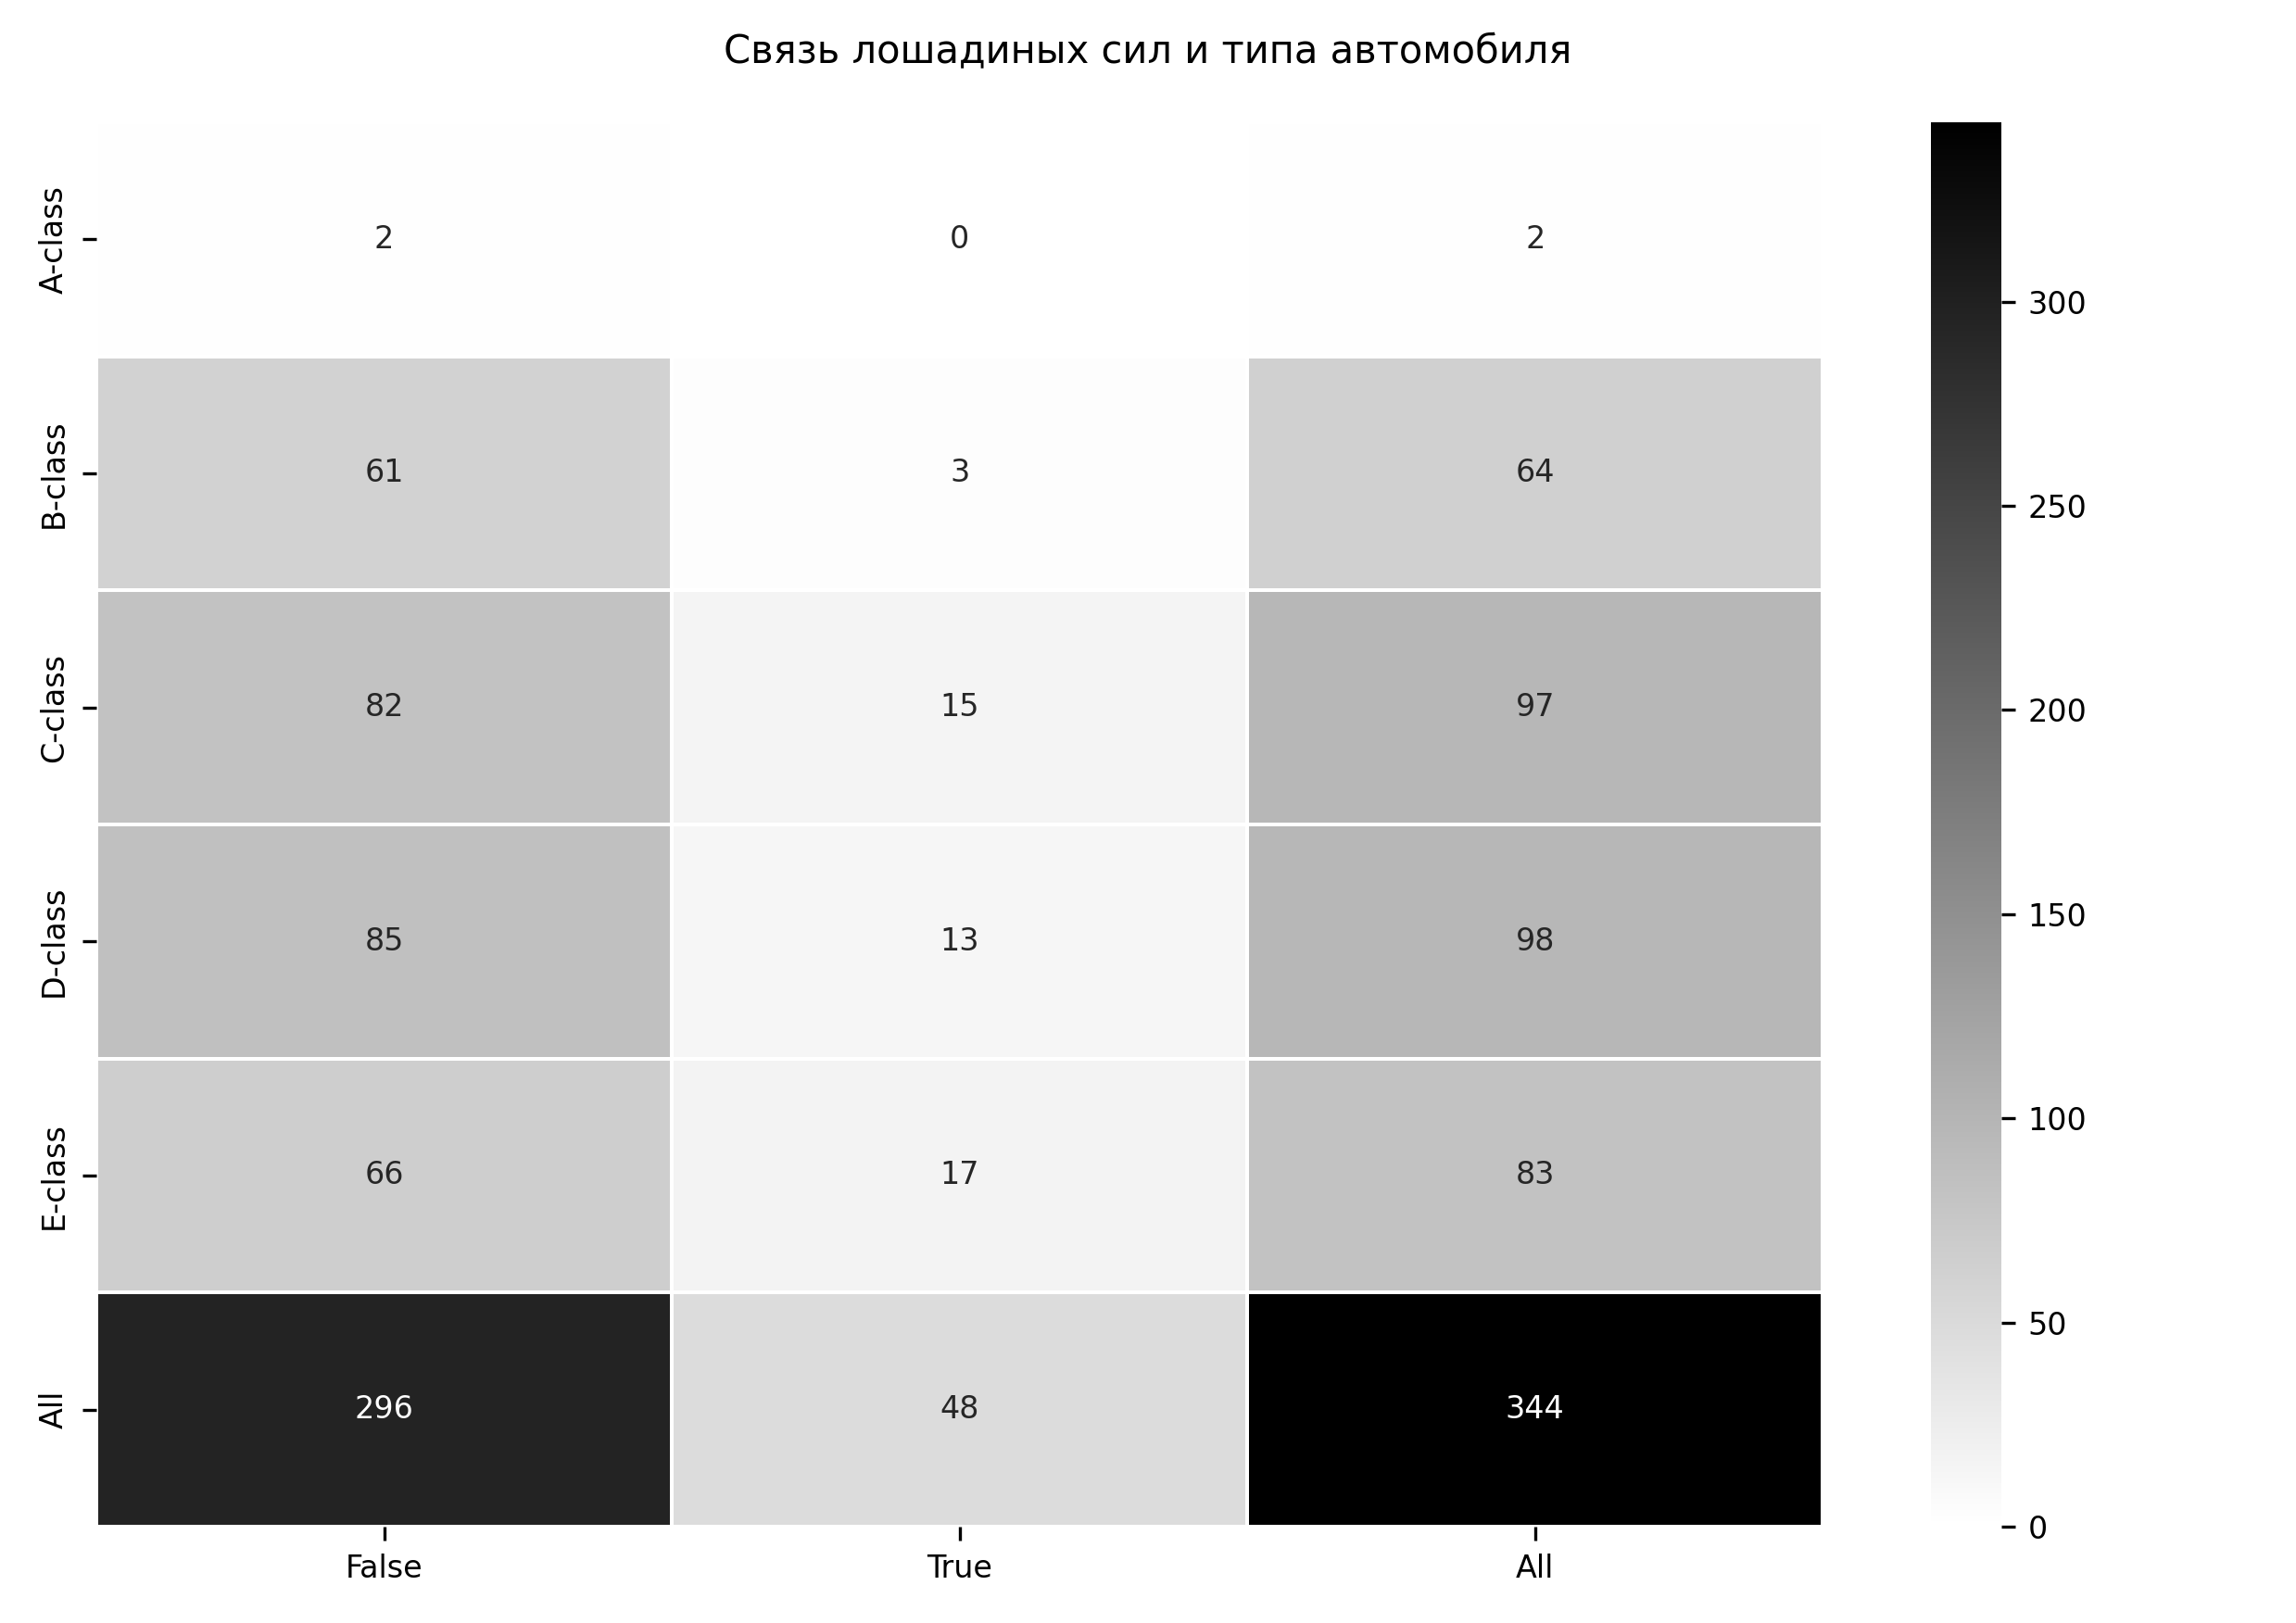 Связь лошадиных сил и типа автомобиля
A-class
2 0 2
B-class
61 3 64
C-class
82 15 97
D-class
85 13 98
E-class
66 17 83
All
296 48 344
False True All
300
250
200
150
100
50
0